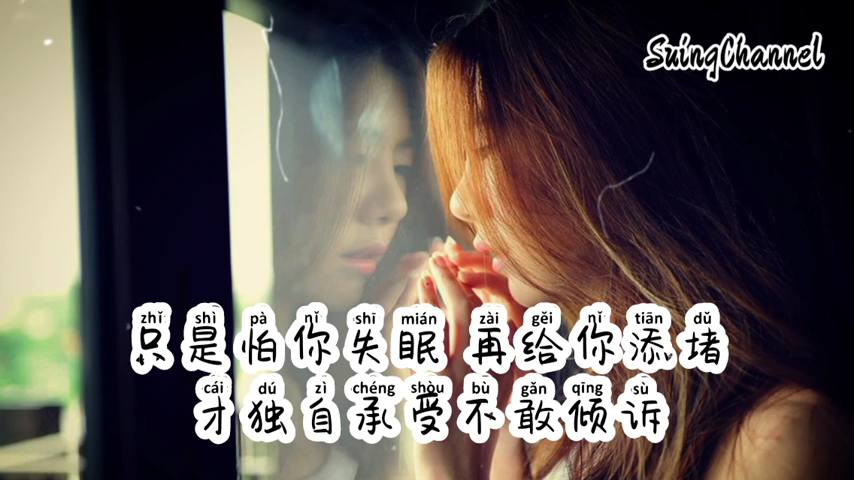 SuingChannel
zhǐ shì pà nǐ shī mián zài gěi nǐ tiān dǔ
只是怕你失眠 再给你添堵
cái dú zì chéng shòu bù gǎn qīng sù
才独自承受不敢倾诉